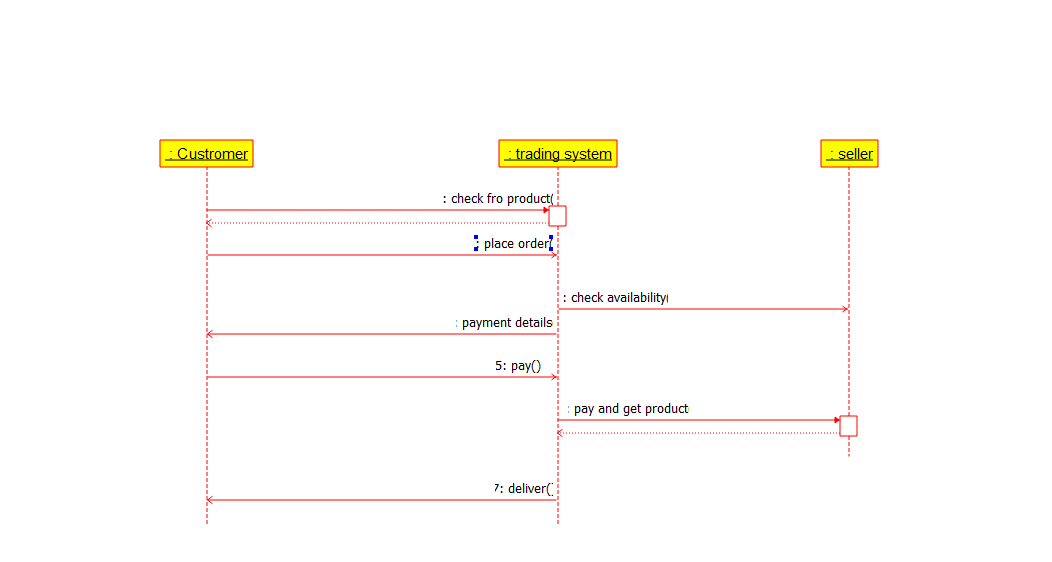 : Custromer
: trading system
: seller
: check fro product(
: place order(
: check availability(
: payment details
5: pay()
: pay and get product
7: deliver()